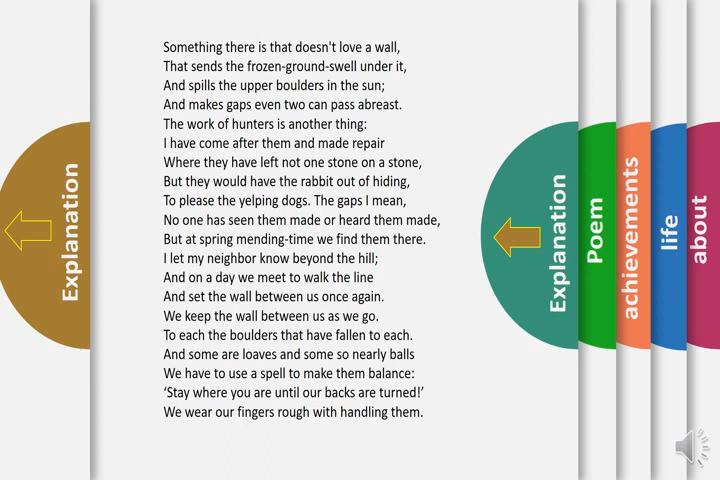 Something there is that doesn't love a wall,
That sends the frozen-ground-swell under it,
And spills the upper boulders in the sun;
And makes gaps even two can pass abreast.
The work of hunters is another thing:
I have come after them and made repair
Where they have left not one stone on a stone,
But they would have the rabbit out of hiding,
To please the yelping dogs. The gaps I mean,
No one has seen them made or heard them made,
But at spring mending-time we find them there.
I let my neighbor know beyond the hill;
And on a day we meet to walk the line
And set the wall between us once again.
We keep the wall between us as we go.
To each the boulders that have fallen to each.
And some are loaves and some so nearly balls
We have to use a spell to make them balance:
‘Stay where you are until our backs are turned!’
We wear our fingers rough with handling them.
Explanation
Explanation
Poem
achievements
life
about